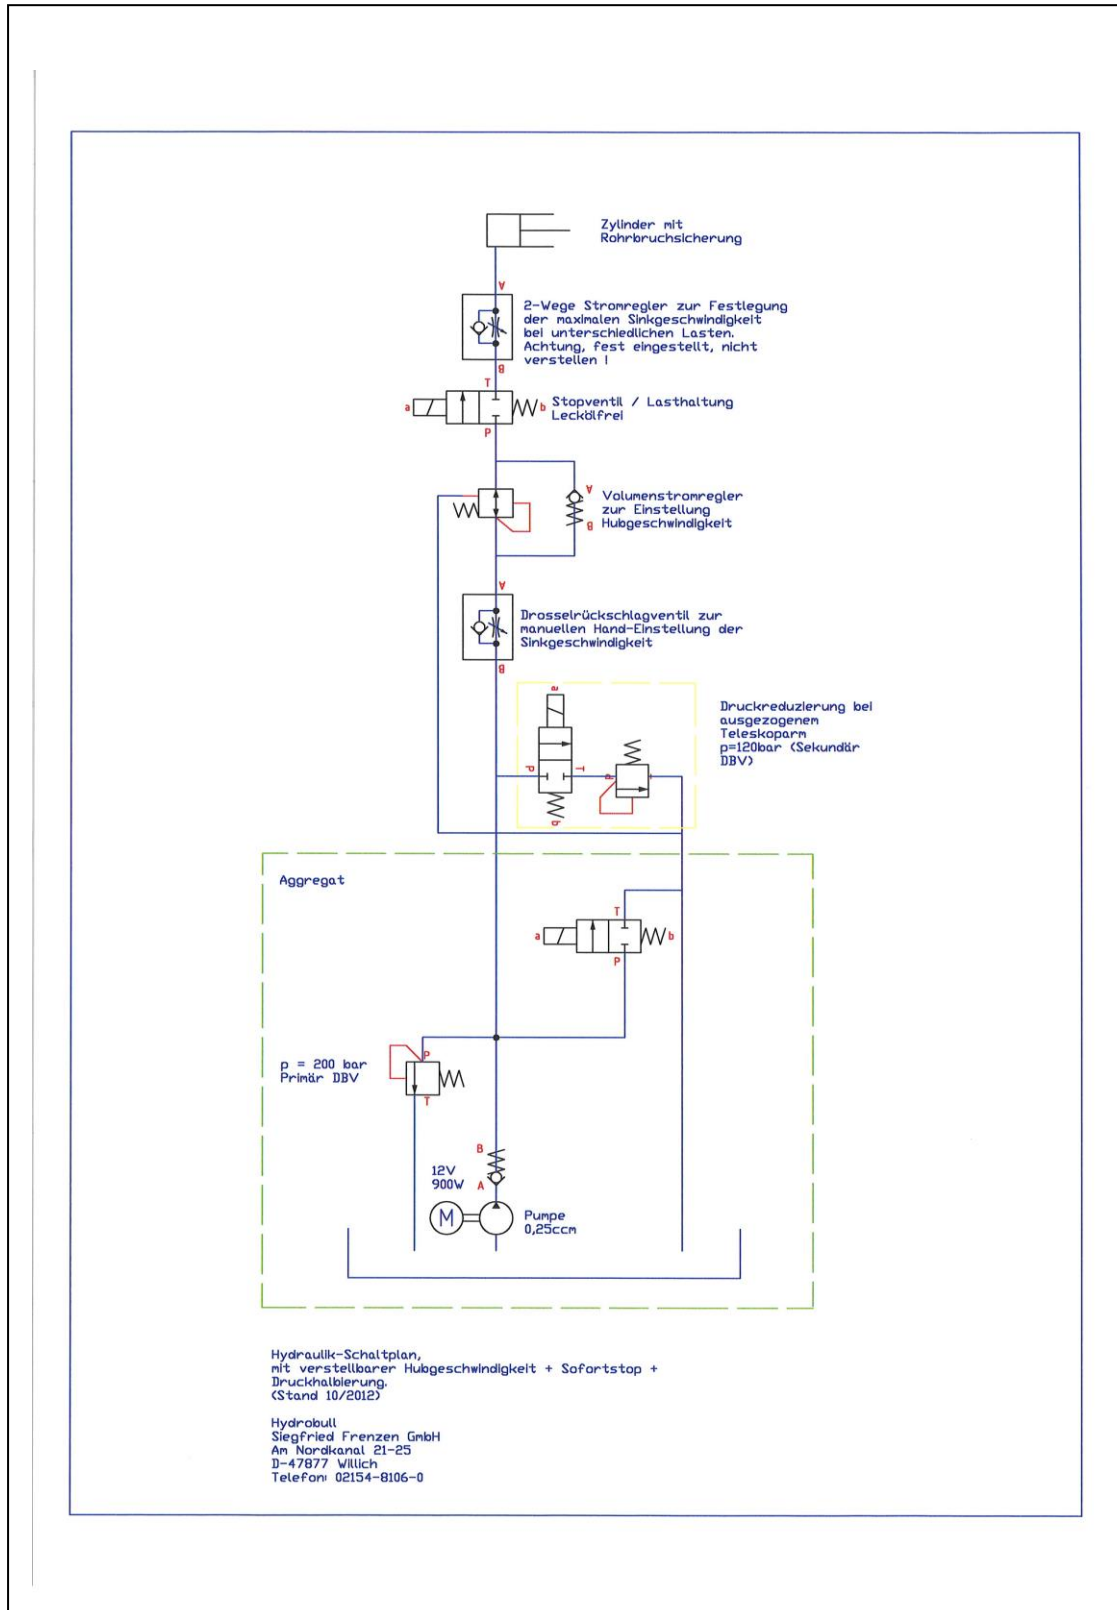 Zylinder mit
Rohrbruchsicherung
A
2-Wege Stromregler zur Festlegung
der maximalen Sinkgeschwindigkeit
bei unterschiedlichen Lasten.
Achtung, fest eingestellt, nicht
verstellen !
B
T
a
b
Stopventil / Lasthaltung
Leckölfrei
P
A
Volumenstromregler
zur Einstellung
Hubgeschwindigkeit
B
A
Drosselrückschlagventil zur
manuellen Hand-Einstellung der
Sinkgeschwindigkeit
B
a
Druckreduzierung bei
ausgezogenem
Teleskoparm
p=120bar (Sekundär
DBV)
P
T
P
T
b
Aggregat
T
a
b
P
p = 200 bar
Primär DBV
P
T
B
12V
900W
A
M
Pumpe
0,25ccm
Hydraulik-Schaltplan,
mit verstellbarer Hubgeschwindigkeit + Sofortstop +
Druckhalbierung.
(Stand 10/2012)
Hydrobull
Siegfried Frenzen GmbH
Am Nordkanal 21-25
D-47877 Willich
Telefon: 02154-8106-0